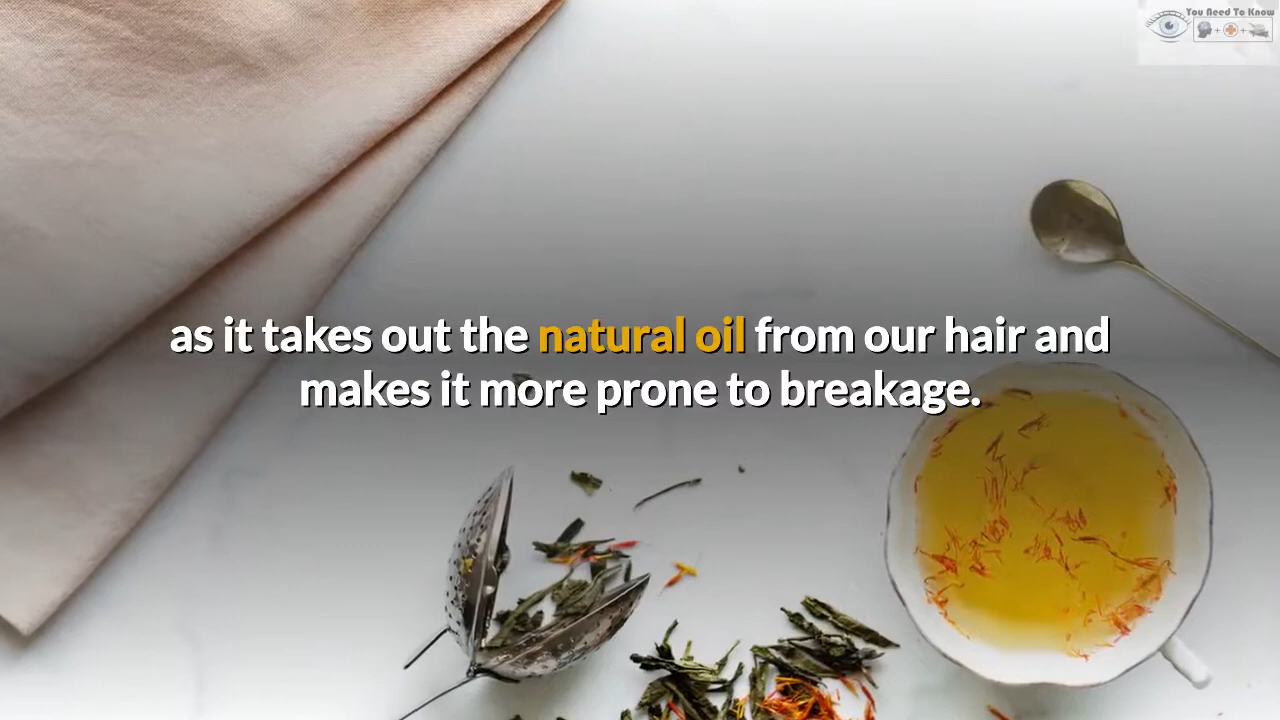 You Need To Know
as it takes out the natural oil from our hair and
makes it more prone to breakage.